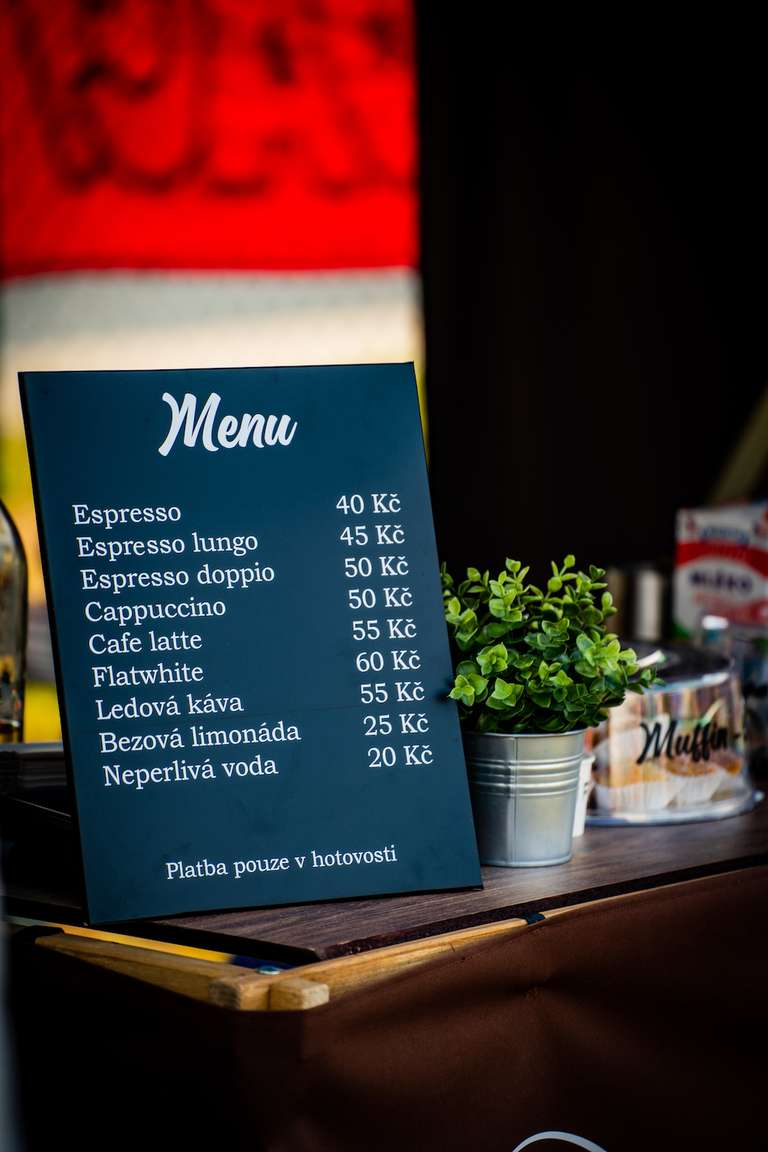 Menu
Espresso 40 Kč
Espresso lungo 45 Kč
Espresso doppio 50 Kč
Cappuccino 50 Kč
Cafe latte 55 Kč
Flatwhite 60 Kč
Ledová káva 55 Kč
Bezová limonáda 25 Kč
Neperlivá voda 20 Kč
Platba pouze v hotovosti
MLÉKO
Muffin